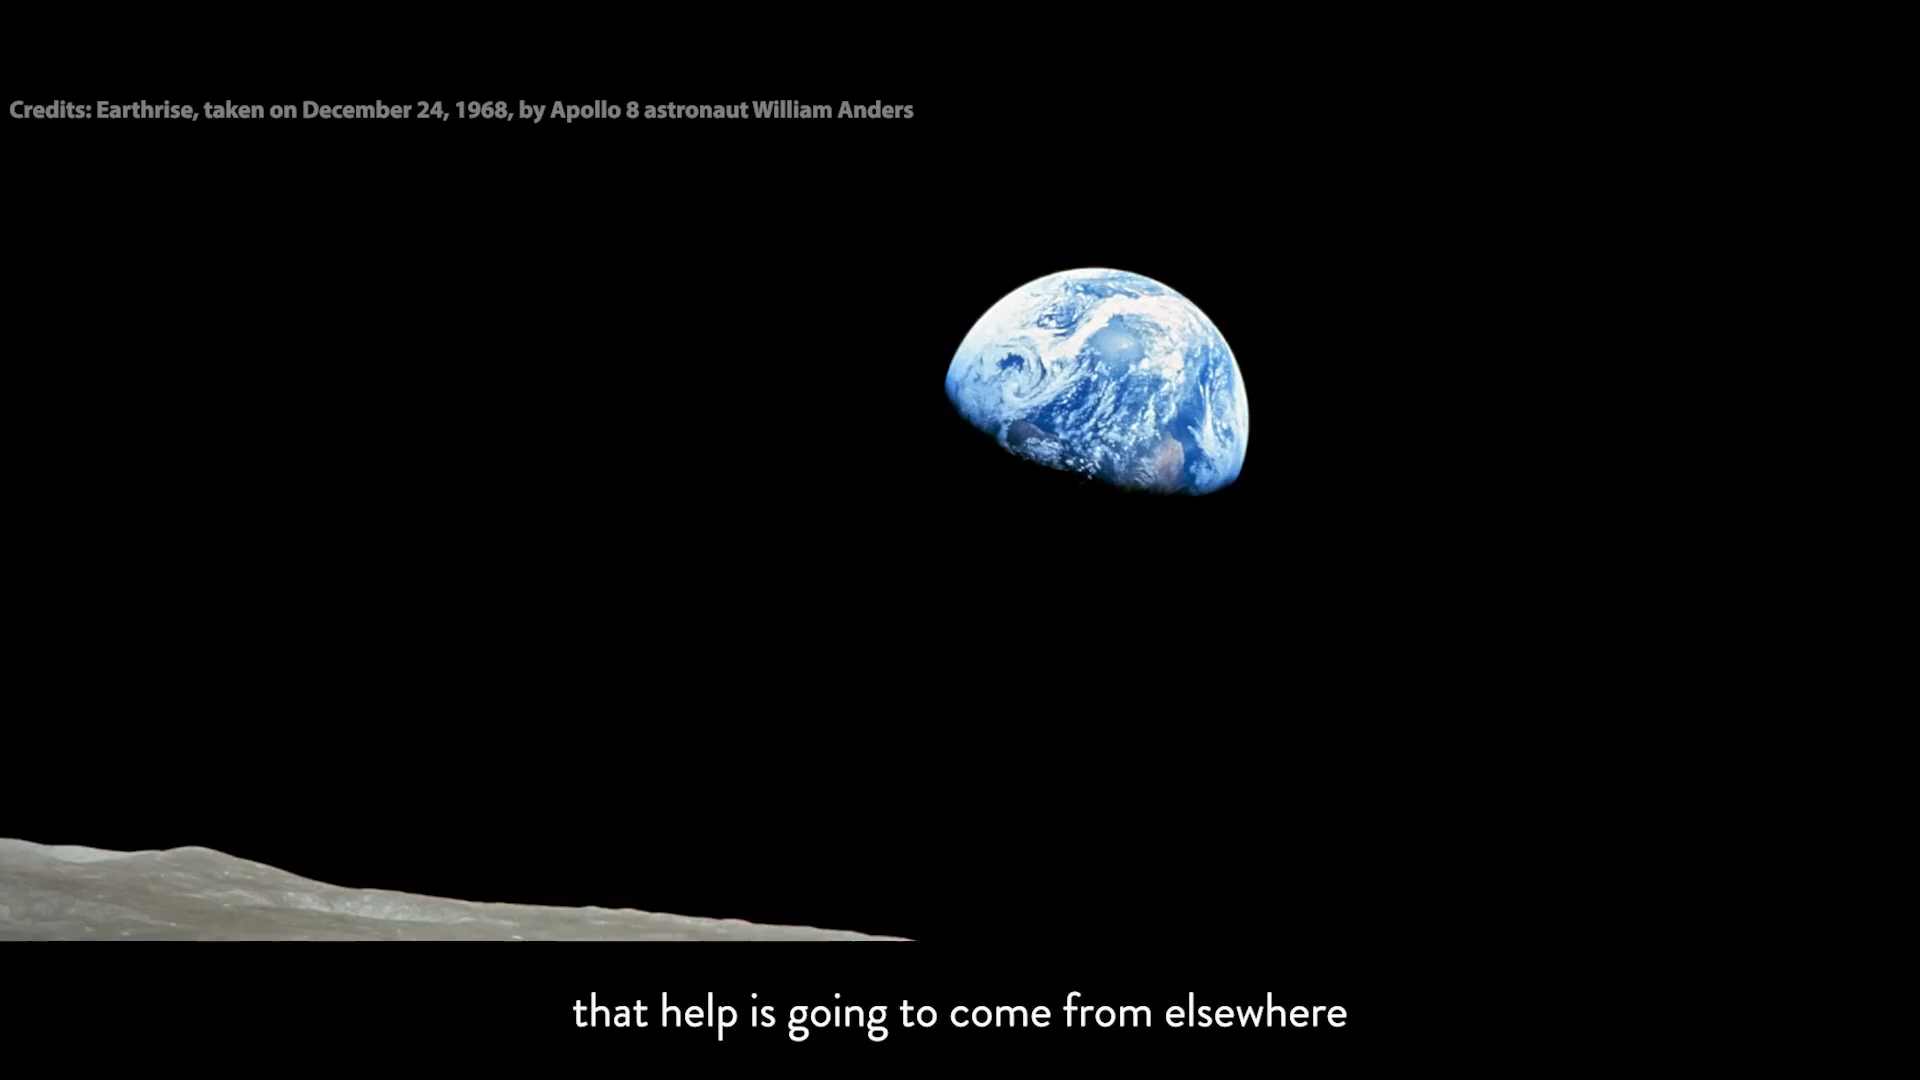 Credits: Earthrise, taken on December 24, 1968, by Apollo 8 astronaut William Anders
that help is going to come from elsewhere